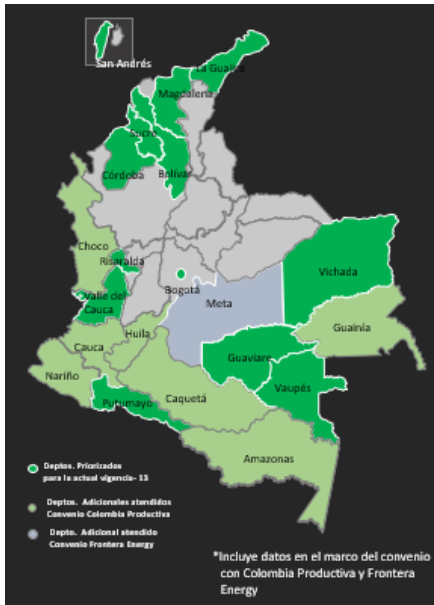 San Andrés
La Guajira
Magdalena
Sucre
Córdoba
Bolívar
Choco
Risaralda
Vichada
Bogotá
Valle del
Cauca
Meta
Huila
Guainía
Cauca
Guaviare
Nariño
Vaupés
Caquetá
Putumayo
Amazonas
Deptos. Priorizados
para la actual vigencia- 13
Deptos. Adicionales atendidos
Convenio Colombia Productiva
Depto. Adicional atendido
Convenio Frontera Energy
*Incluye datos en el marco del convenio
con Colombia Productiva y Frontera
Energy